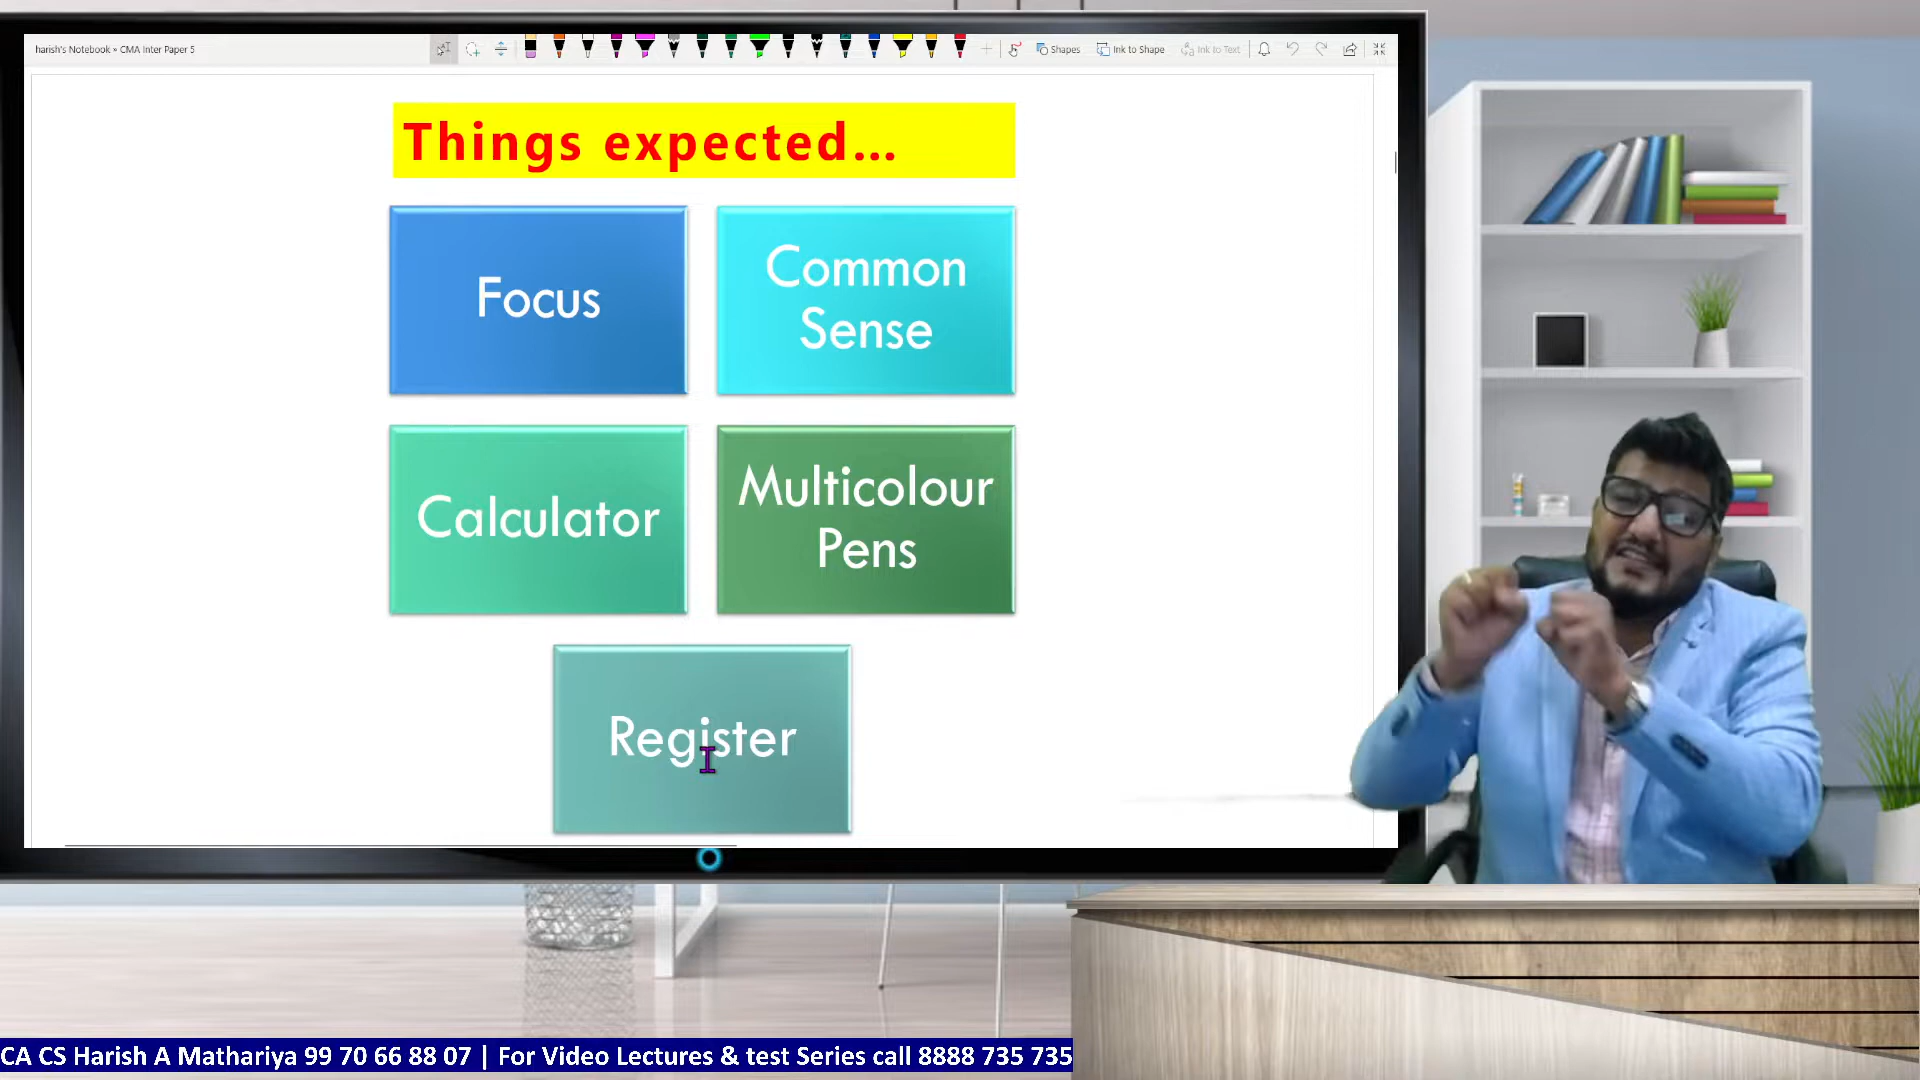 harish's Notebook » CMA Inter Paper 5
Shapes
Ink to Shape
Ink to Text
Things expected...
Focus
Common
Sense
Calculator
Multicolour
Pens
Register
CA CS Harish A Mathariya 99 70 66 88 07 | For Video Lectures & test Series call 8888 735 735